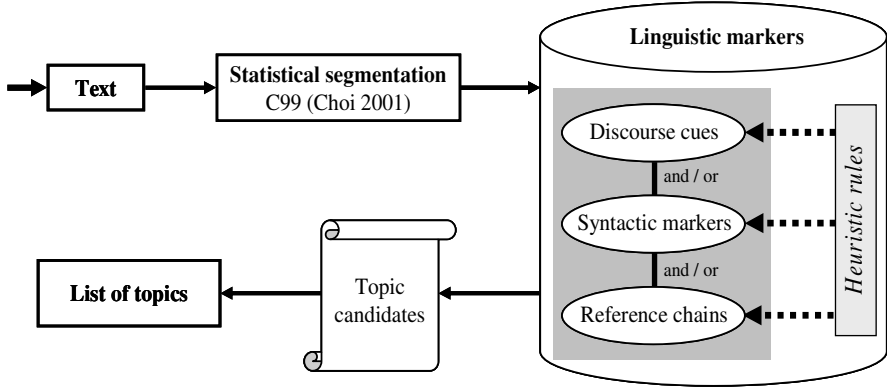 Text
Statistical segmentation
C99 (Choi 2001)
Linguistic markers
Discourse cues
and / or
Syntactic markers
and / or
Reference chains
Heuristic rules
Topic
candidates
List of topics